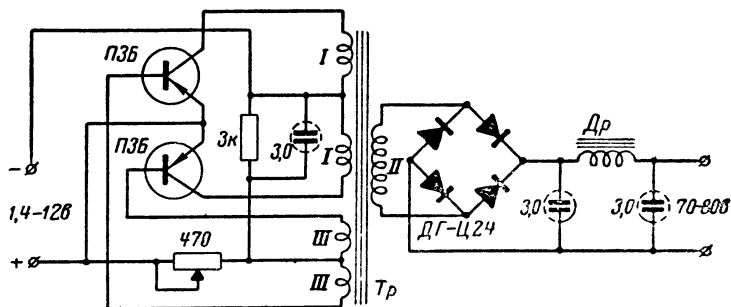 П3Б
I
П3Б
3к
3,0
I
II
Др
–
1,4-12в
470
III
ДГ-Ц24
3,0
3,0
70-80в
+
III
Тр